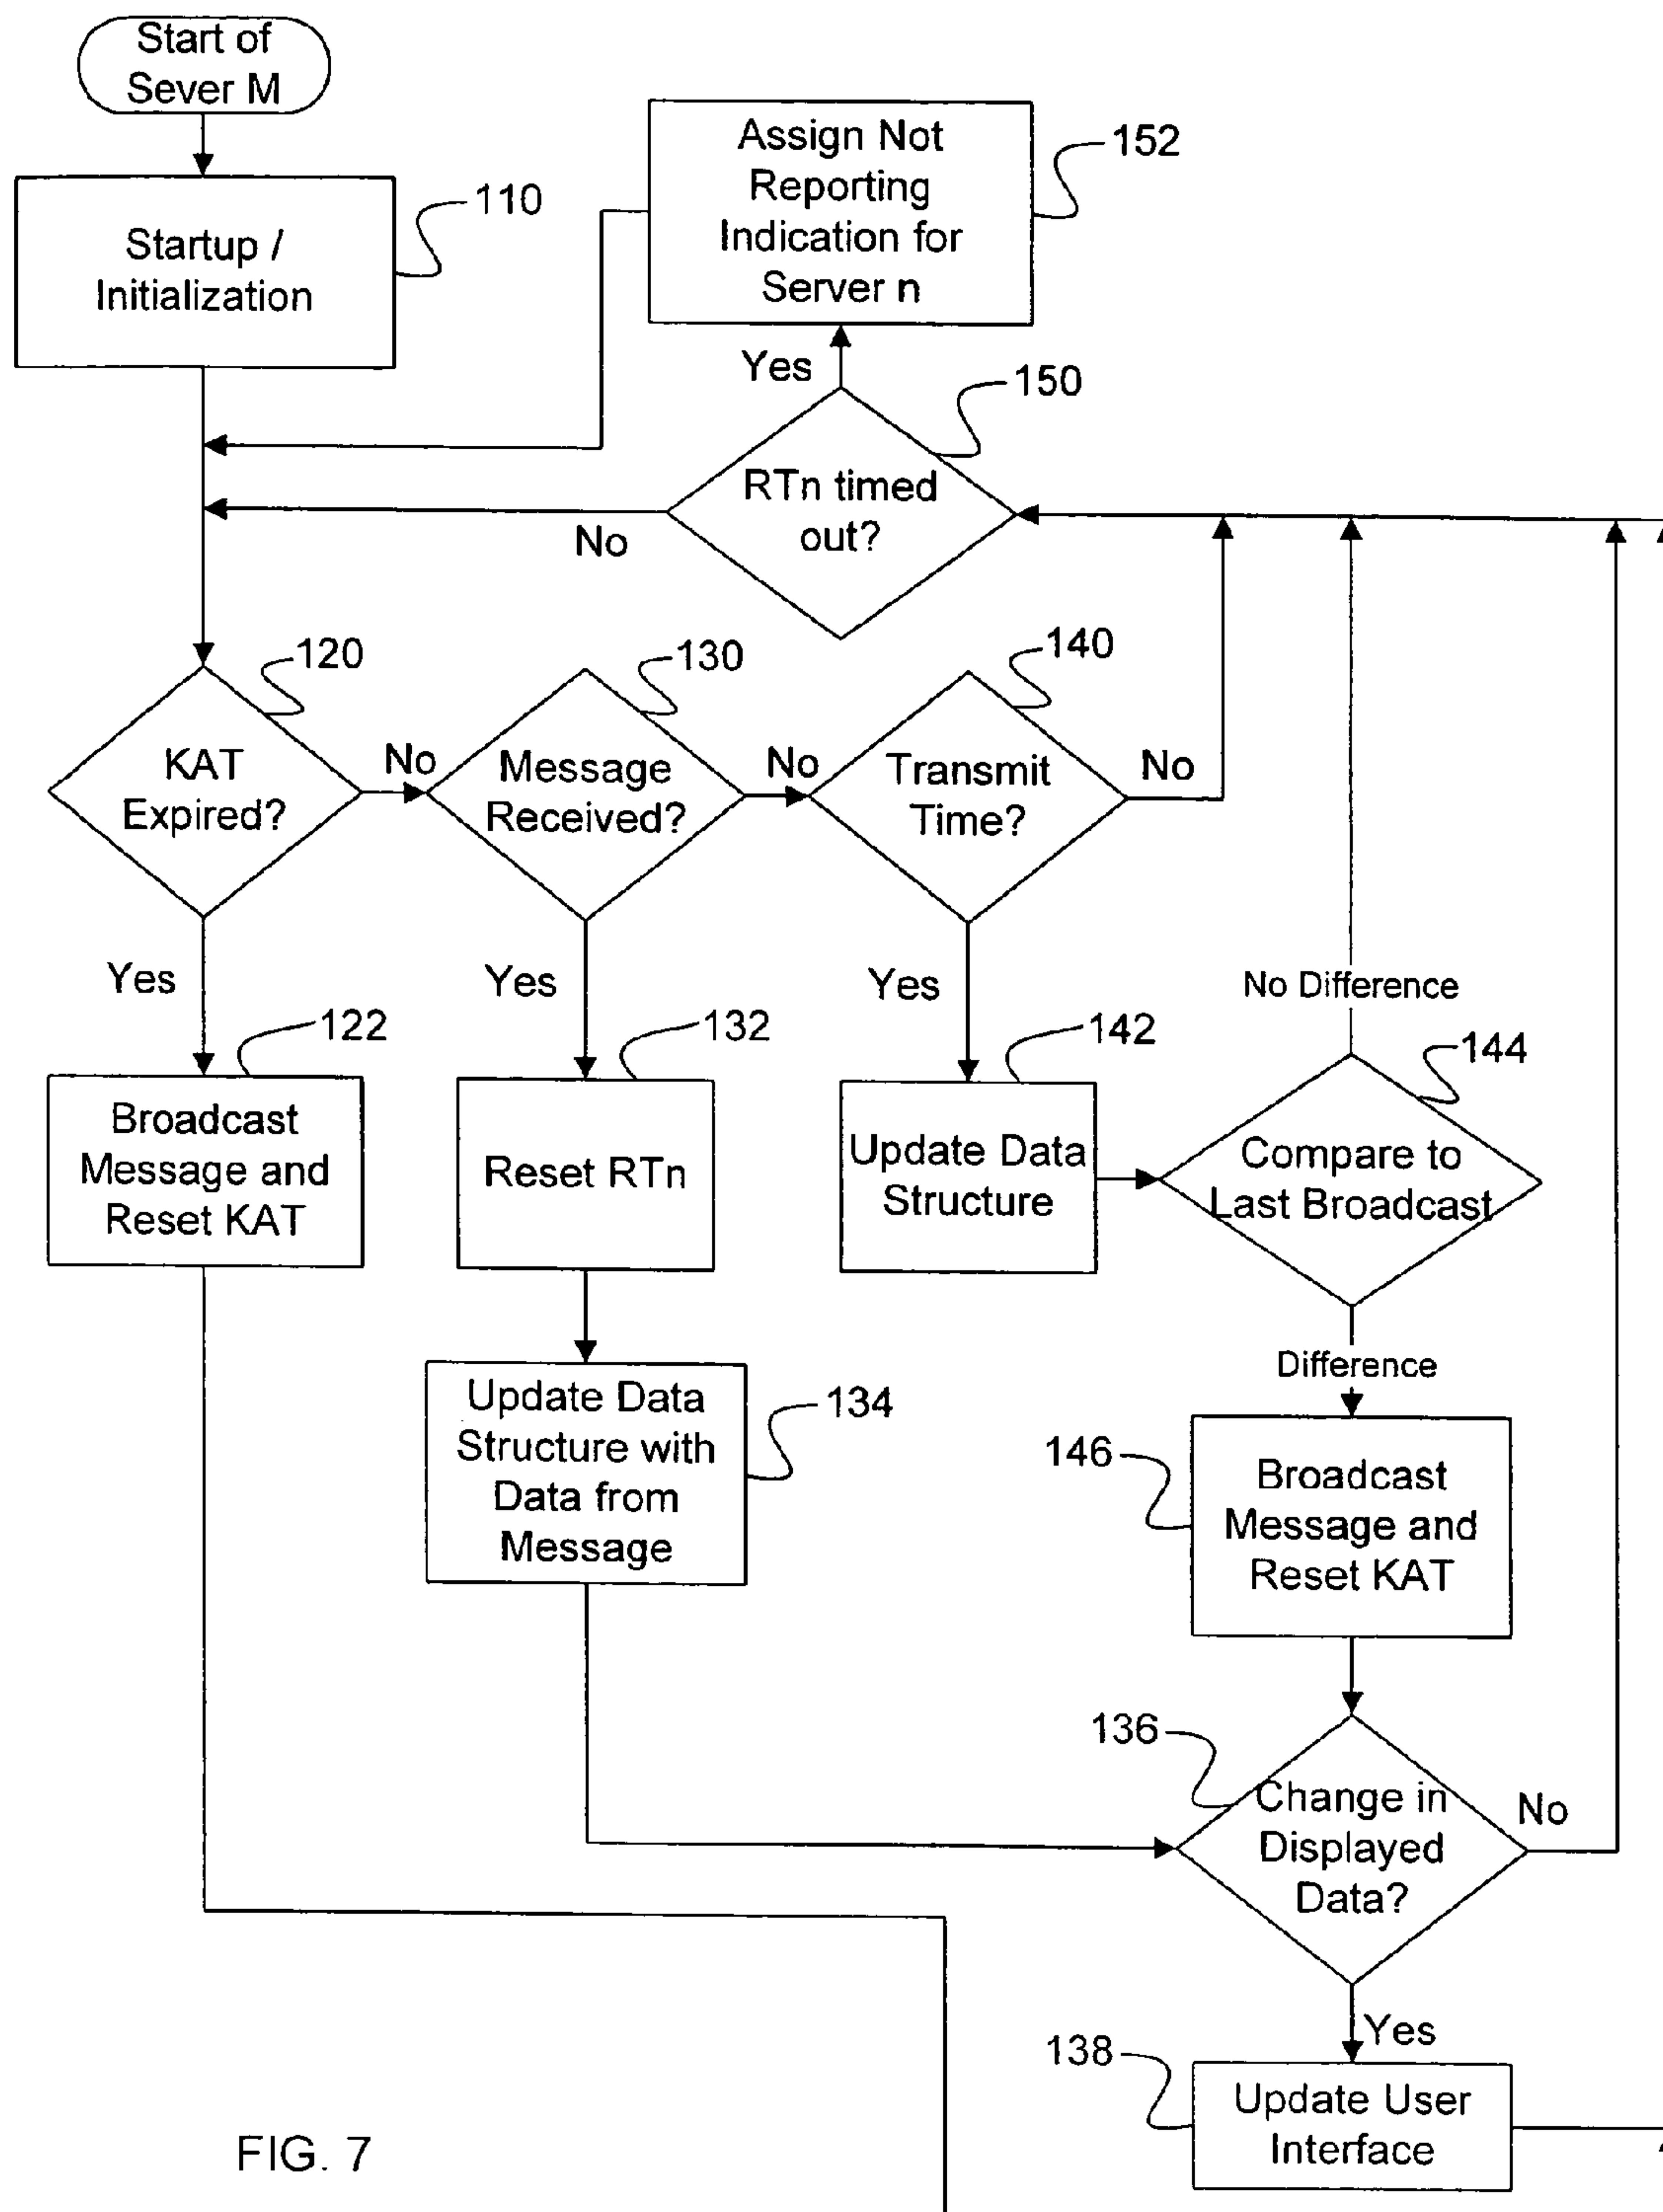 Start of
Sever M
Startup /
Initialization
110
Assign Not
Reporting
Indication for
Server n
152
Yes
150
RTn timed
out?
No
120
KAT
Expired?
No
130
Message
Received?
No
140
Transmit
Time?
No
Yes
Yes
Yes
No Difference
122
Broadcast
Message and
Reset KAT
132
Reset RTn
142
Update Data
Structure
144
Compare to
Last Broadcast
Difference
Update Data
Structure with
Data from
Message
134
146
Broadcast
Message and
Reset KAT
136
Change in
Displayed
Data?
No
Yes
138
Update User
Interface
FIG. 7